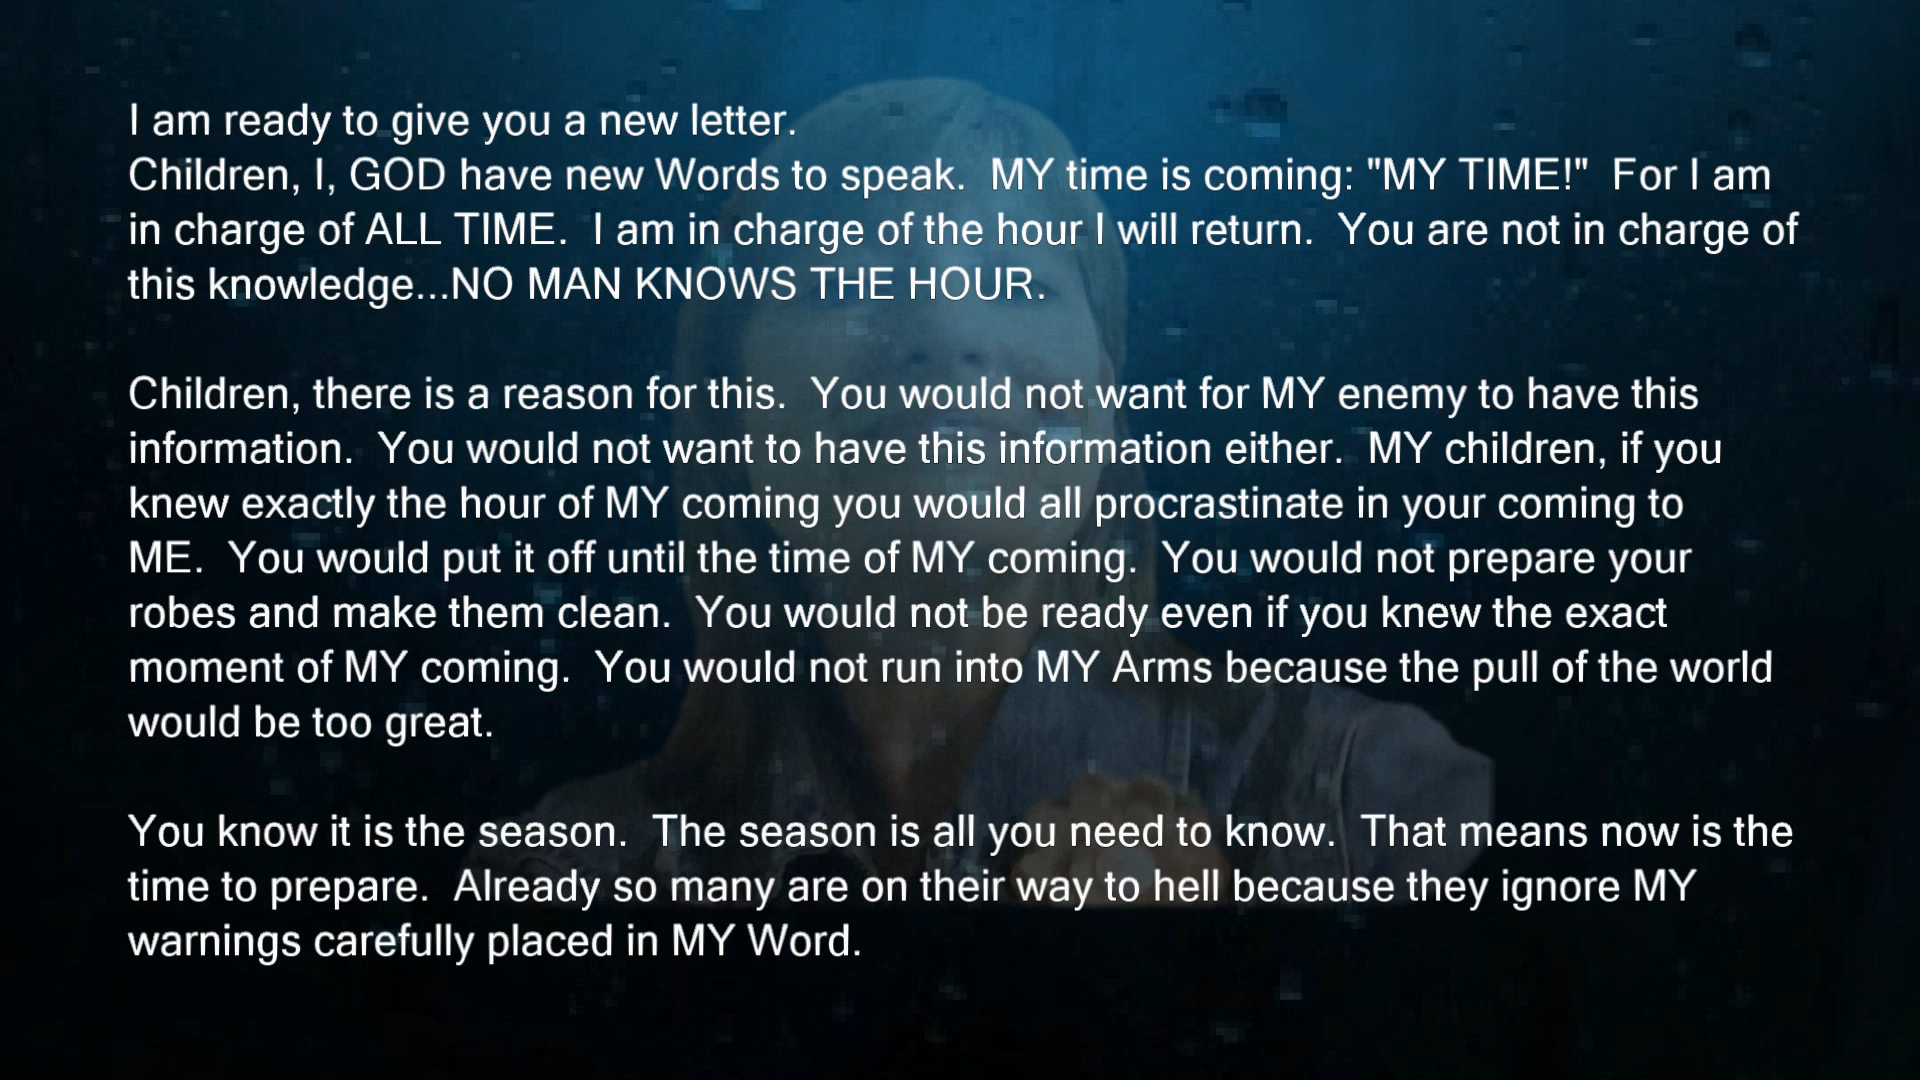 I am ready to give you a new letter.
Children, I, GOD have new Words to speak.  MY time is coming: "MY TIME!"  For I am
in charge of ALL TIME.  I am in charge of the hour I will return.  You are not in charge of
this knowledge...NO MAN KNOWS THE HOUR.
Children, there is a reason for this.  You would not want for MY enemy to have this
information.  You would not want to have this information either.  MY children, if you
knew exactly the hour of MY coming you would all procrastinate in your coming to
ME.  You would put it off until the time of MY coming.  You would not prepare your
robes and make them clean.  You would not be ready even if you knew the exact
moment of MY coming.  You would not run into MY Arms because the pull of the world
would be too great.
You know it is the season.  The season is all you need to know.  That means now is the
time to prepare.  Already so many are on their way to hell because they ignore MY
warnings carefully placed in MY Word.